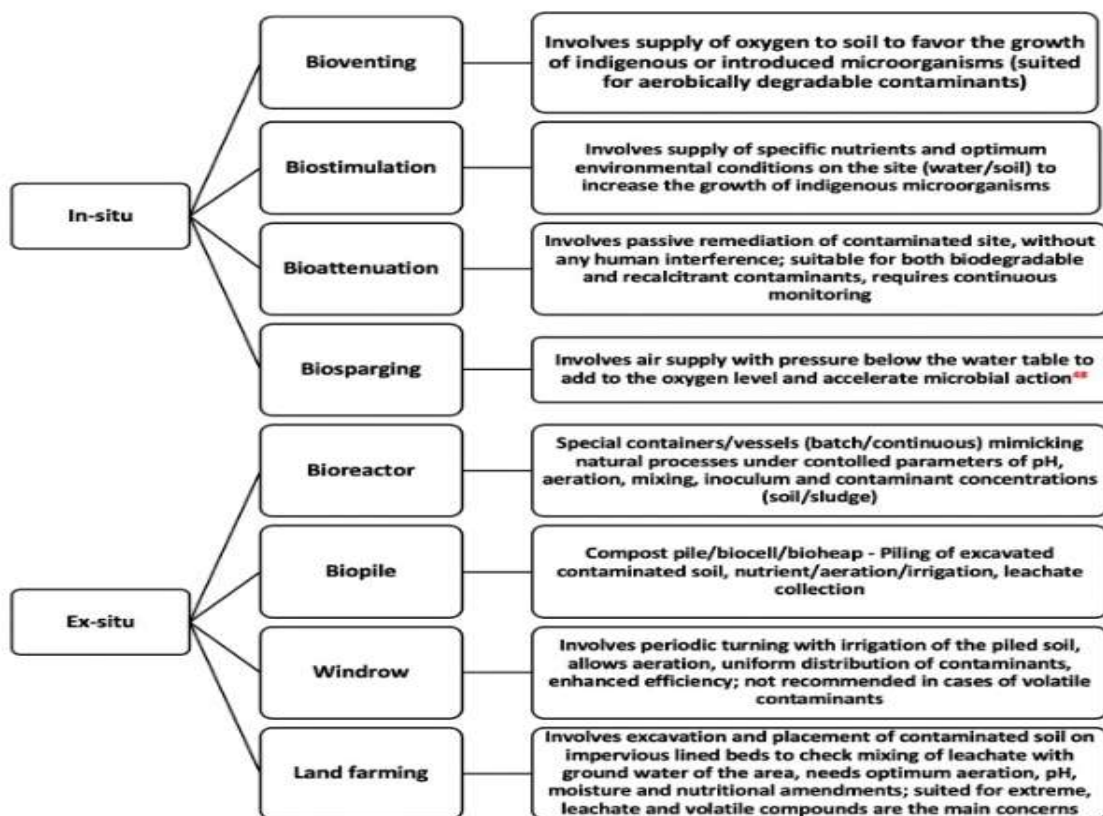 Bioventing
Involves supply of oxygen to soil to favor the growth
of indigenous or introduced microorganisms (suited
for aerobically degradable contaminants)
Biostimulation
Involves supply of specific nutrients and optimum
environmental conditions on the site (water/soil) to
increase the growth of indigenous microorganisms
In-situ
Bioattenuation
Involves passive remediation of contaminated site, without
any human interference; suitable for both biodegradable
and recalcitrant contaminants, requires continuous
monitoring
Biosparging
Involves air supply with pressure below the water table to
add to the oxygen level and accelerate microbial action
Bioreactor
Special containers/vessels (batch/continuous) mimicking
natural processes under contolled parameters of pH,
aeration, mixing, inoculum and contaminant concentrations
(soil/sludge)
Biopile
Compost pile/biocell/bioheap - Piling of excavated
contaminated soil, nutrient/aeration/irrigation, leachate
collection
Ex-situ
Windrow
Involves periodic turning with irrigation of the piled soil,
allows aeration, uniform distribution of contaminants,
enhanced efficiency; not recommended in cases of volatile
contaminants
Land farming
Involves excavation and placement of contaminated soil on
impervious lined beds to check mixing of leachate with
ground water of the area, needs optimum aeration, pH,
moisture and nutritional amendments; suited for extreme,
leachate and volatile compounds are the main concerns